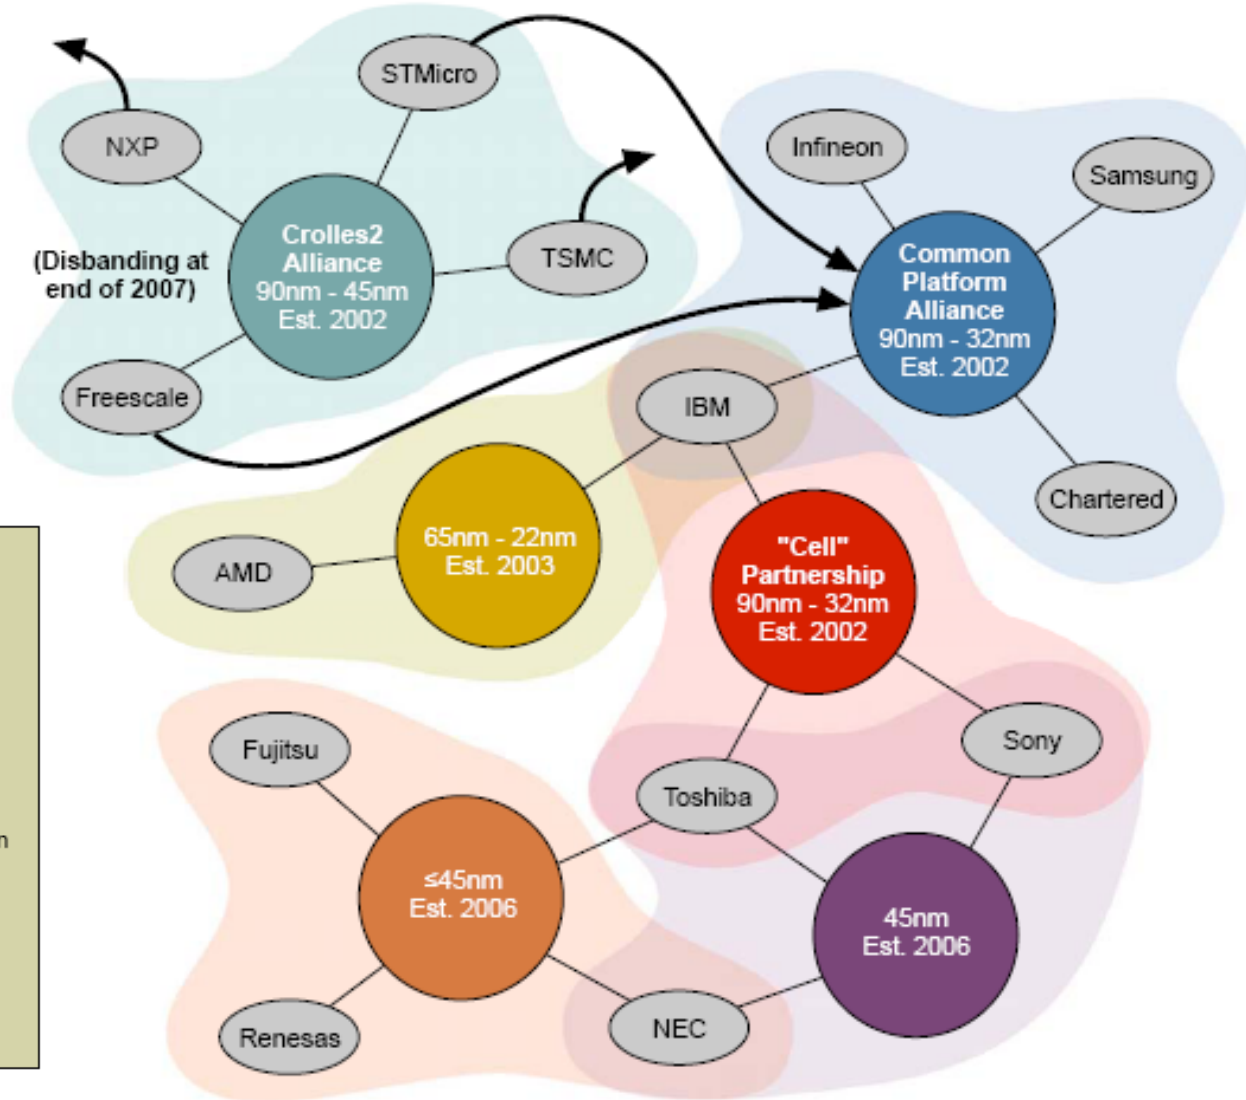 STMicro
NXP
Infineon
Samsung
Crolles2
Alliance
90nm - 45nm
Est. 2002
TSMC
(Disbanding at
end of 2007)
Common
Platform
Alliance
90nm - 32nm
Est. 2002
Freescale
IBM
Chartered
65nm - 22nm
Est. 2003
AMD
"Cell"
Partnership
90nm - 32nm
Est. 2002
Fujitsu
Sony
Toshiba
n
≤45nm
Est. 2006
45nm
Est. 2006
Renesas
NEC